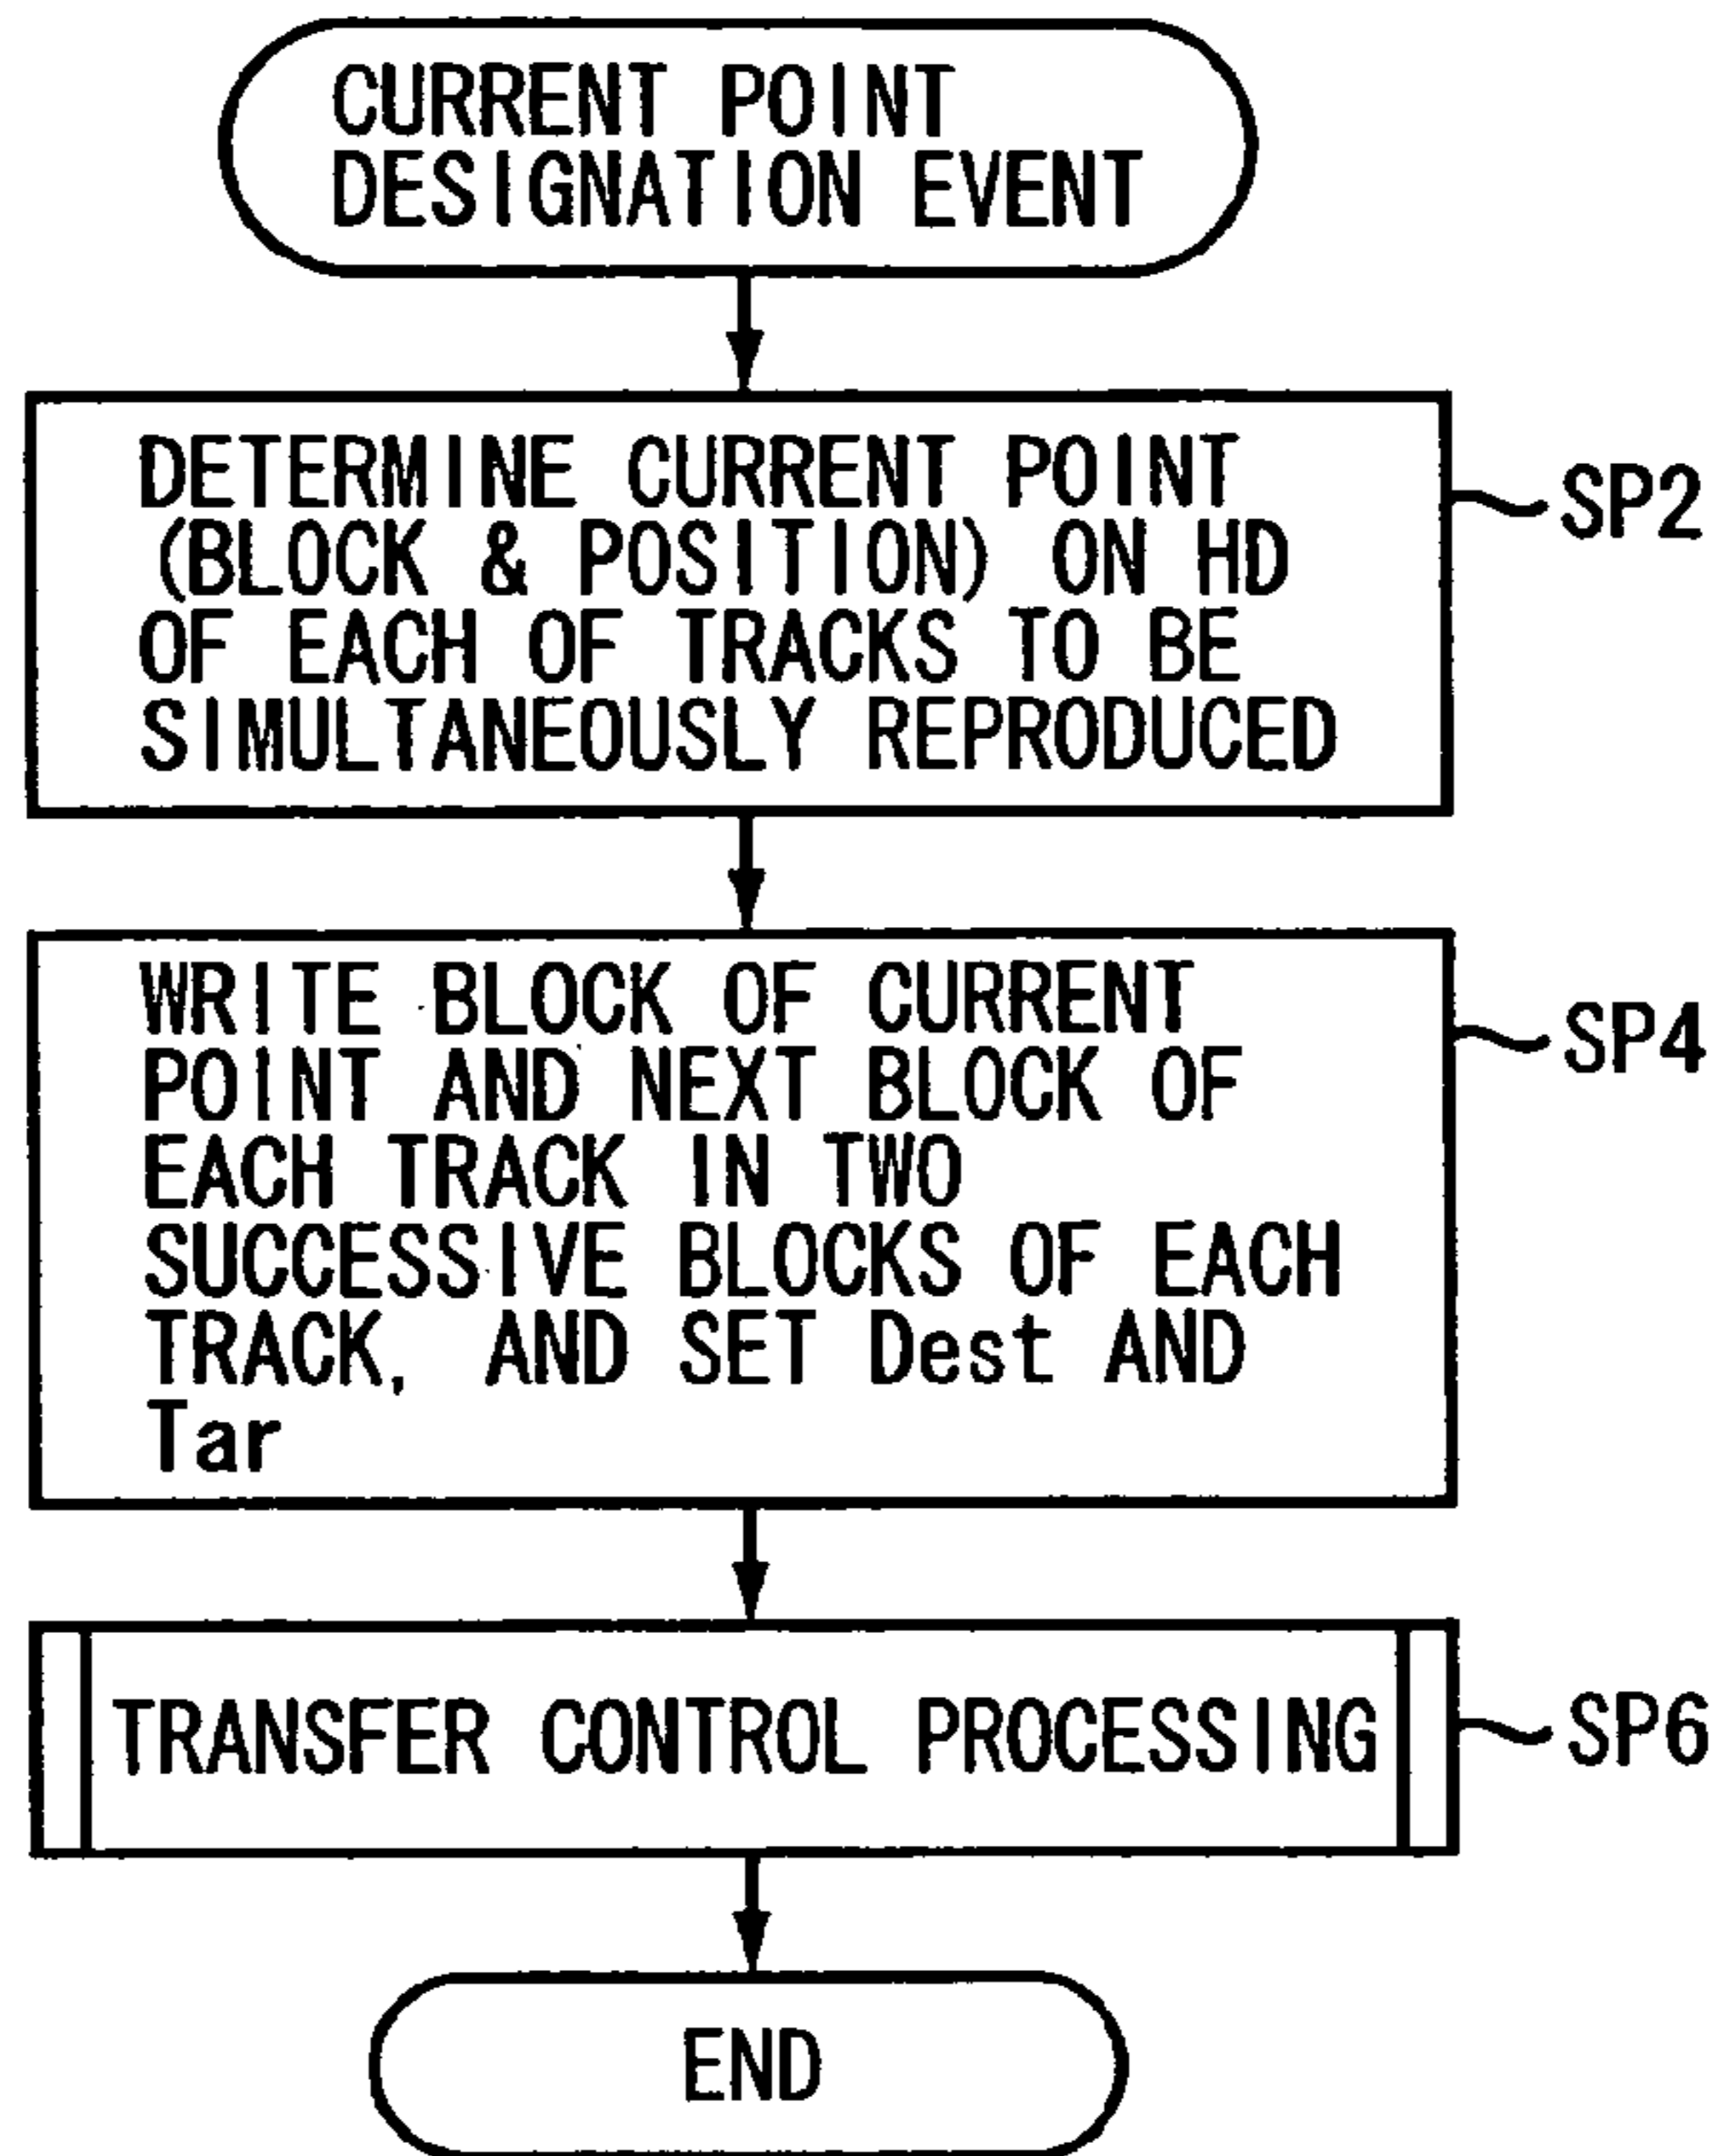 CURRENT POINT
DESIGNATION EVENT
DETERMINE CURRENT POINT
(BLOCK & POSITION) ON HD
OF EACH OF TRACKS TO BE
SIMULTANEOUSLY REPRODUCED
SP2
WRITE BLOCK OF CURRENT
POINT AND NEXT BLOCK OF
EACH TRACK IN TWO
SUCCESSIVE BLOCKS OF EACH
TRACK, AND SET Dest AND
Tar
SP4
TRANSFER CONTROL PROCESSING
SP6
END